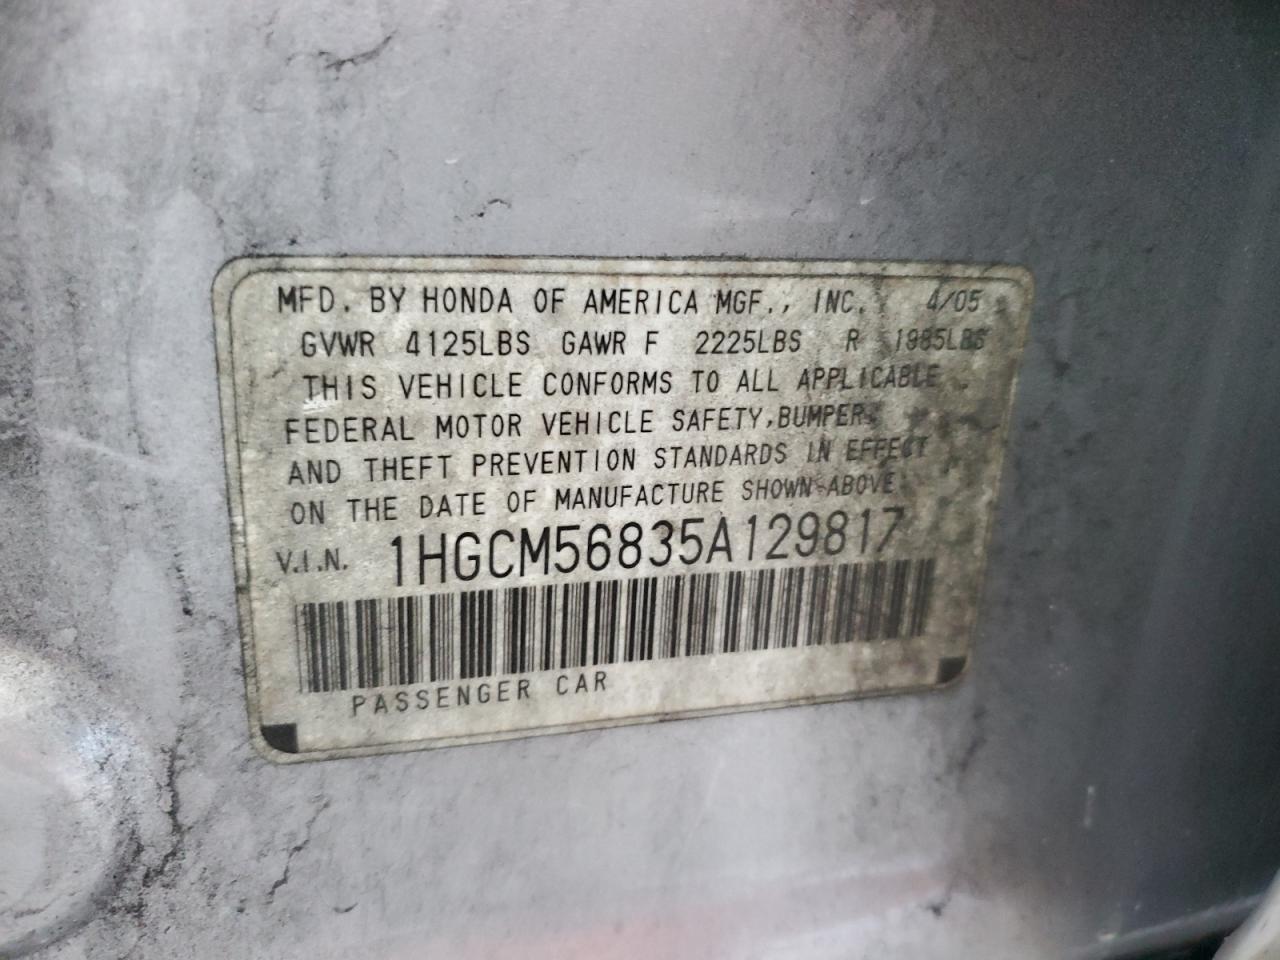 MFD. BY HONDA OF AMERICA MGF., INC. 4/05
GVWR 4125LBS GAWR F 2225LBS R 1985LBS
THIS VEHICLE CONFORMS TO ALL APPLICABLE
FEDERAL MOTOR VEHICLE SAFETY,BUMPER,
AND THEFT PREVENTION STANDARDS IN EFFECT
ON THE DATE OF MANUFACTURE SHOWN ABOVE.
V.I.N. 1HGCM56835A129817
PASSENGER CAR